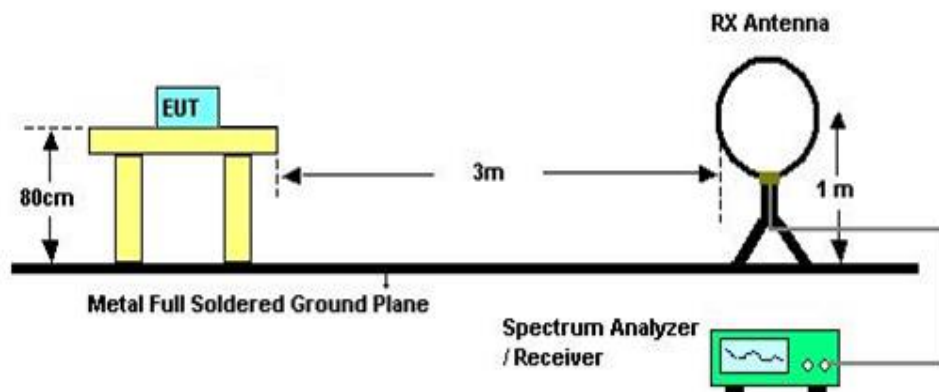 RX Antenna
EUT
3m
80cm
1 m
Metal Full Soldered Ground Plane
Spectrum Analyzer
/ Receiver